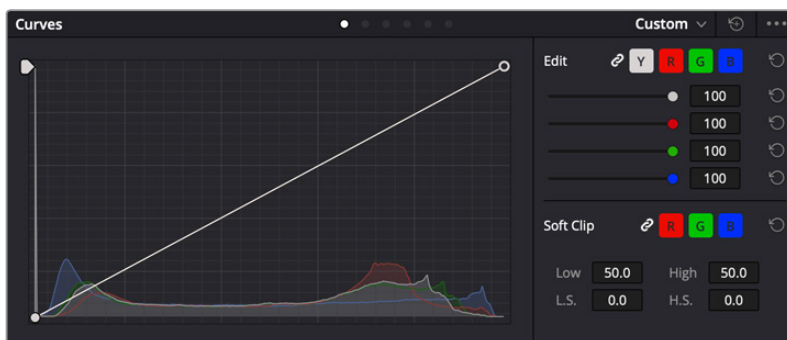 Curves Custom
Edit Y R G B
100
100
100
100
Soft Clip R G B
Low 50.0 High 50.0
L.S. 0.0 H.S. 0.0